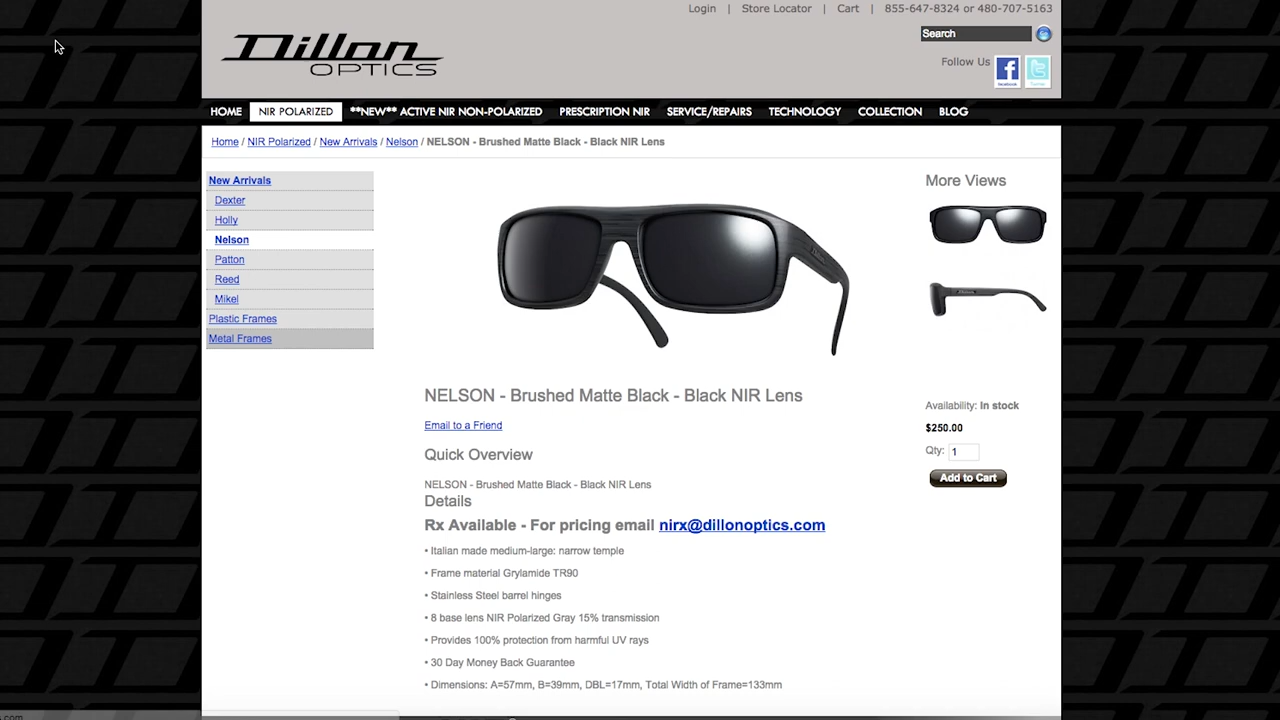 Login | Store Locator | Cart | 855-647-8324 or 480-707-5163
Dillon
OPTICS
Search
Follow Us
facebook
HOME NIR POLARIZED **NEW** ACTIVE NIR NON-POLARIZED PRESCRIPTION NIR SERVICE/REPAIRS TECHNOLOGY COLLECTION BLOG
Home / NIR Polarized / New Arrivals / Nelson / NELSON - Brushed Matte Black - Black NIR Lens
New Arrivals
Dexter
Holly
Nelson
Patton
Reed
Mikel
Plastic Frames
Metal Frames
More Views
NELSON - Brushed Matte Black - Black NIR Lens
Email to a Friend
Quick Overview
NELSON - Brushed Matte Black - Black NIR Lens
Details
Rx Available - For pricing email nirx@dillonoptics.com
• Italian made medium-large: narrow temple
• Frame material Grylamide TR90
• Stainless Steel barrel hinges
• 8 base lens NIR Polarized Gray 15% transmission
• Provides 100% protection from harmful UV rays
• 30 Day Money Back Guarantee
• Dimensions: A=57mm, B=39mm, DBL=17mm, Total Width of Frame=133mm
Availability: In stock
$250.00
Qty: 1
Add to Cart